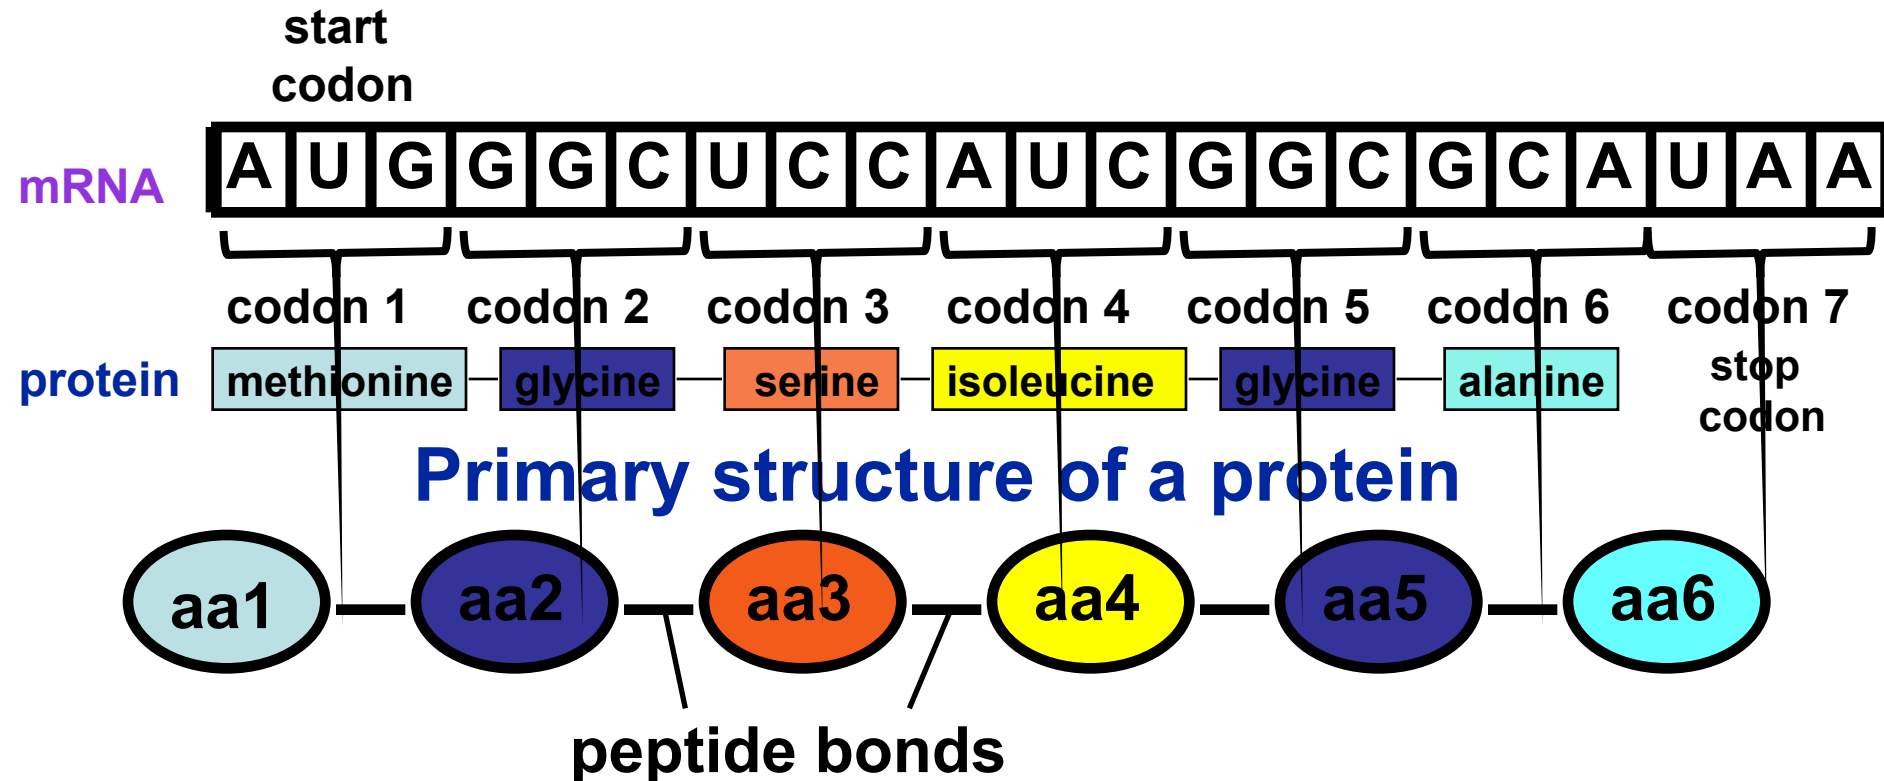 start
codon
mRNA A U G G G C U C C A U C G G C G C A U A A
codon 1 codon 2 codon 3 codon 4 codon 5 codon 6 codon 7
protein methionine glycine serine isoleucine glycine alanine stop
codon
Primary structure of a protein
aa1 aa2 aa3 aa4 aa5 aa6
peptide bonds